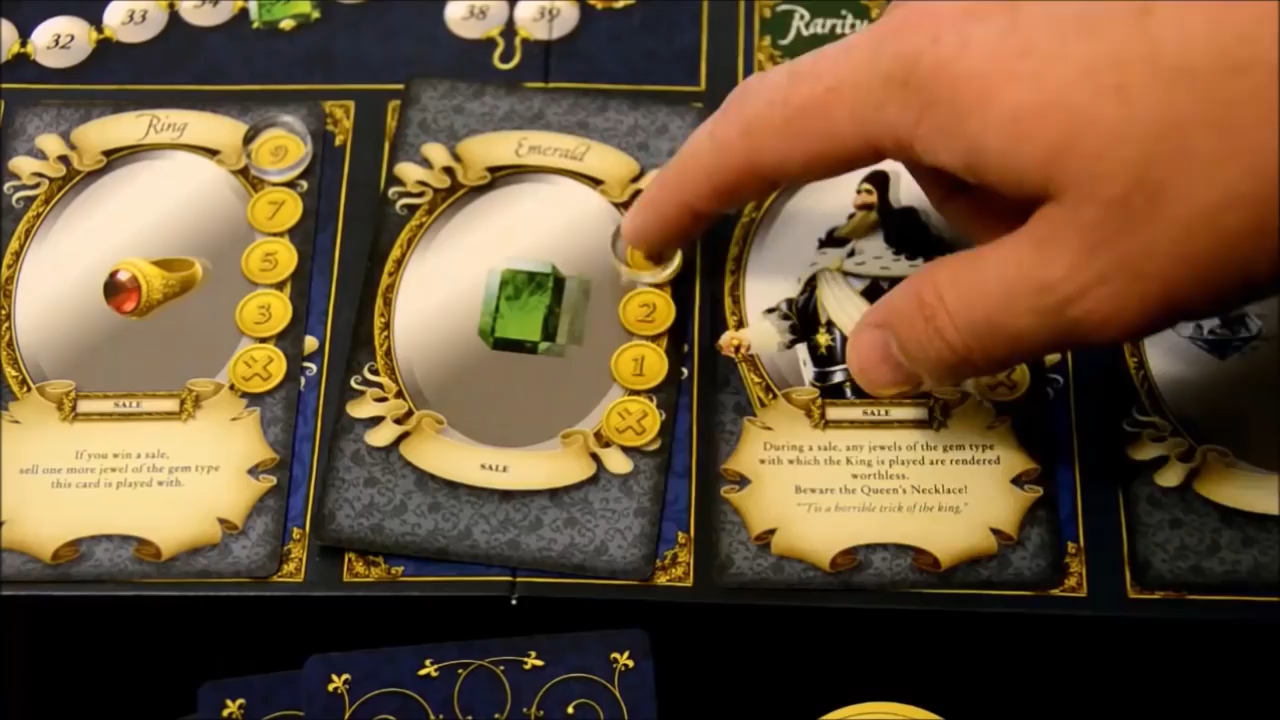 32
33
38
39
Rarity
Ring
9
7
5
3
SALE
If you win a sale,
sell one more jewel of the gem type
this card is played with.
Emerald
2
1
SALE
SALE
During a sale, any jewels of the gem type
with which the King is played are rendered
worthless.
Beware the Queen's Necklace!
"'Tis a horrible trick of the king."